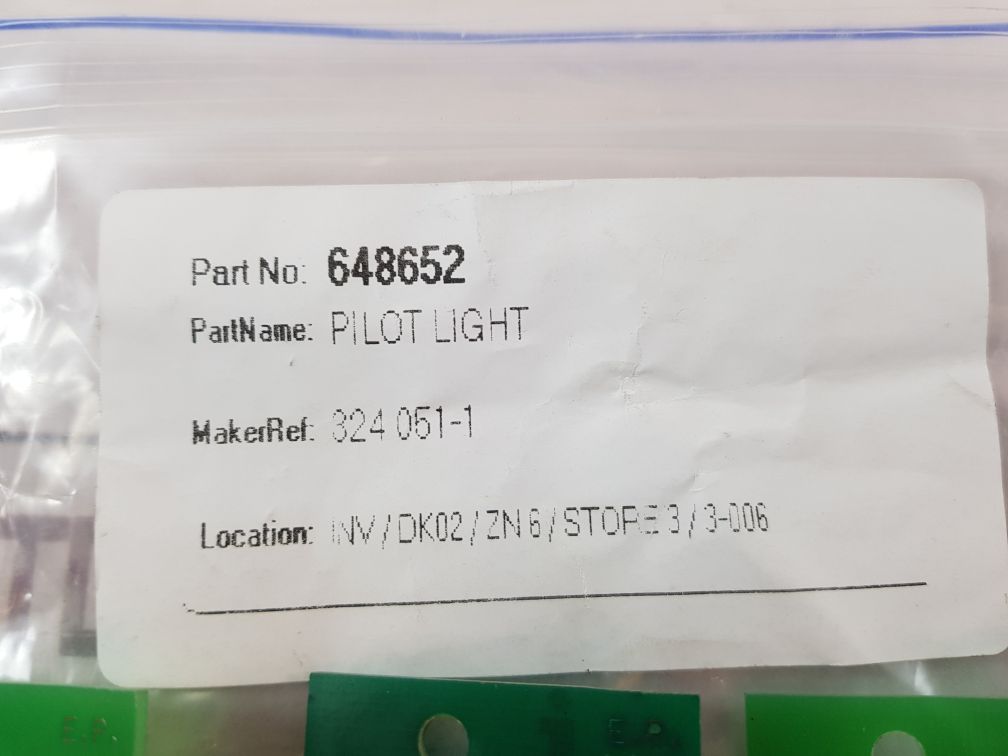 Part No: 648652
PartName: PILOT LIGHT
MakerRef: 324 051-1
Location: INV / DK02 / ZN 6 / STORE 3 / 3-006
E.P.
E.P.